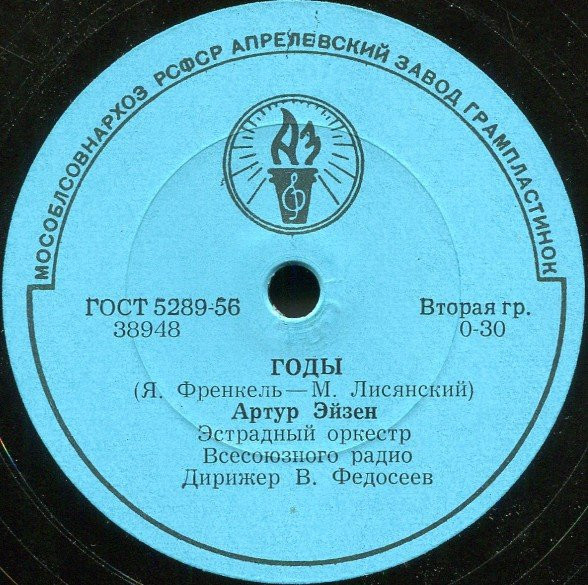 МОСОБЛСОВНАРХОЗ РСФСР АПРЕЛЕВСКИЙ ЗАВОД ГРАМПЛАСТИНОК
АЗ
ГОСТ 5289-56
38948
Вторая гр.
0-30
ГОДЫ
(Я. Френкель — М. Лисянский)
Артур Эйзен
Эстрадный оркестр
Всесоюзного радио
Дирижер В. Федосеев